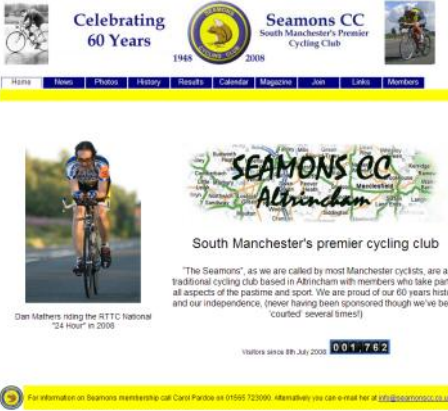 Celebrating
60 Years
SEAMONS
CYCLING CLUB
1948 2008
Seamons CC
South Manchester's Premier
Cycling Club
Home News Photos History Results Calendar Magazine Join Links Members
SEAMONS CC
Altrincham
Macclesfield
South Manchester's premier cycling club
"The Seamons", as we are called by most Manchester cyclists, are a
traditional cycling club based in Altrincham with members who take part
all aspects of the pastime and sport. We are proud of our 60 years histo
and our independence, (never having been sponsored though we've be
'courted' several times!)
Dan Mathers riding the RTTC National
"24 Hour" in 2006
Visitors since 8th July 2008 001,762
For information on Seamons membership call Carol Pardoe on 01565 723090. Alternatively you can e-mail her at info@seamonscc.co.u